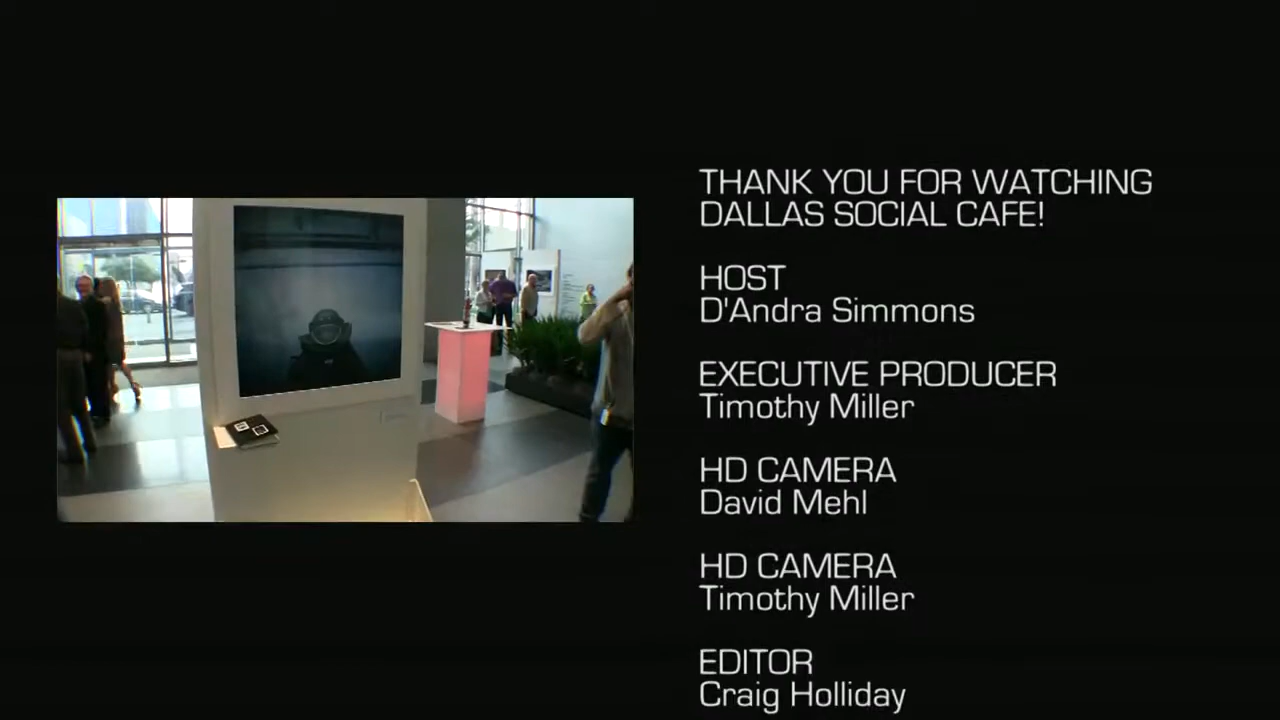 THANK YOU FOR WATCHING
DALLAS SOCIAL CAFE!
HOST
D'Andra Simmons
EXECUTIVE PRODUCER
Timothy Miller
HD CAMERA
David Mehl
HD CAMERA
Timothy Miller
EDITOR
Craig Holliday